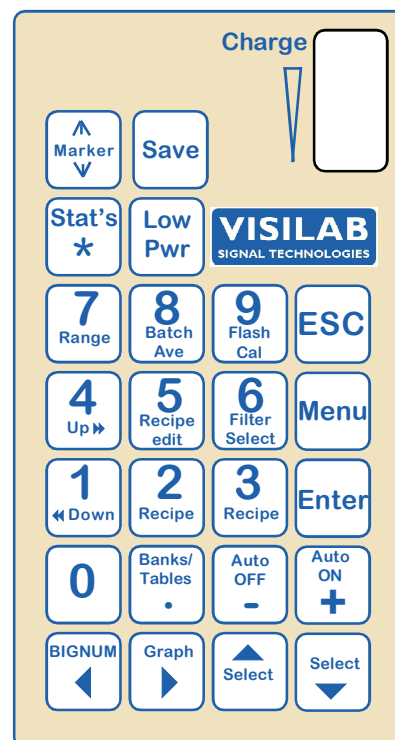 Charge
Marker
Save
Stat's
*
Low
Pwr
VISILAB
SIGNAL TECHNOLOGIES
7
Range
8
Batch
Ave
9
Flash
Cal
ESC
4
Up
5
Recipe
edit
6
Filter
Select
Menu
1
Down
2
Recipe
3
Recipe
Enter
0
Banks/
Tables
.
Auto
OFF
-
Auto
ON
+
BIGNUM
Graph
Select
Select